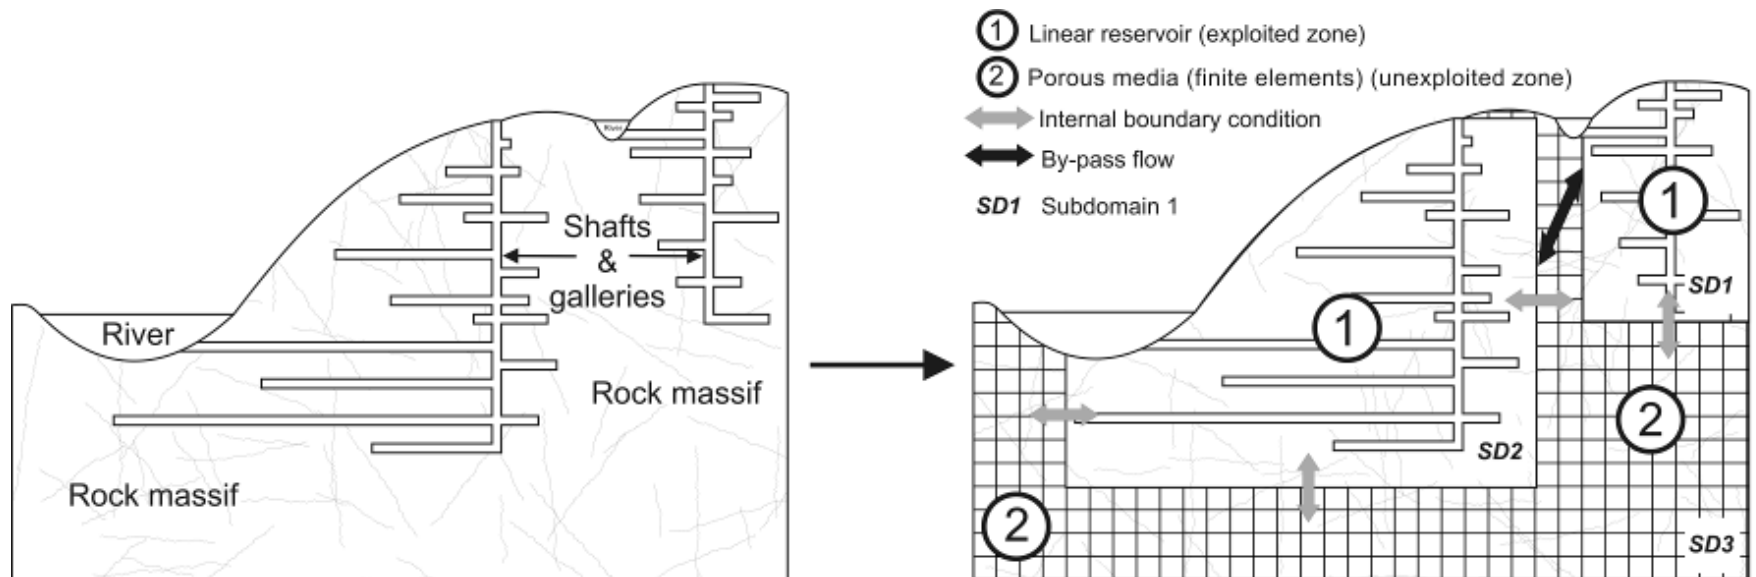 River
Shafts
&
galleries
River
Rock massif
Rock massif
1 Linear reservoir (exploited zone)
2 Porous media (finite elements) (unexploited zone)
Internal boundary condition
By-pass flow
SD1 Subdomain 1
1
SD1
1
2
SD2
2
SD3